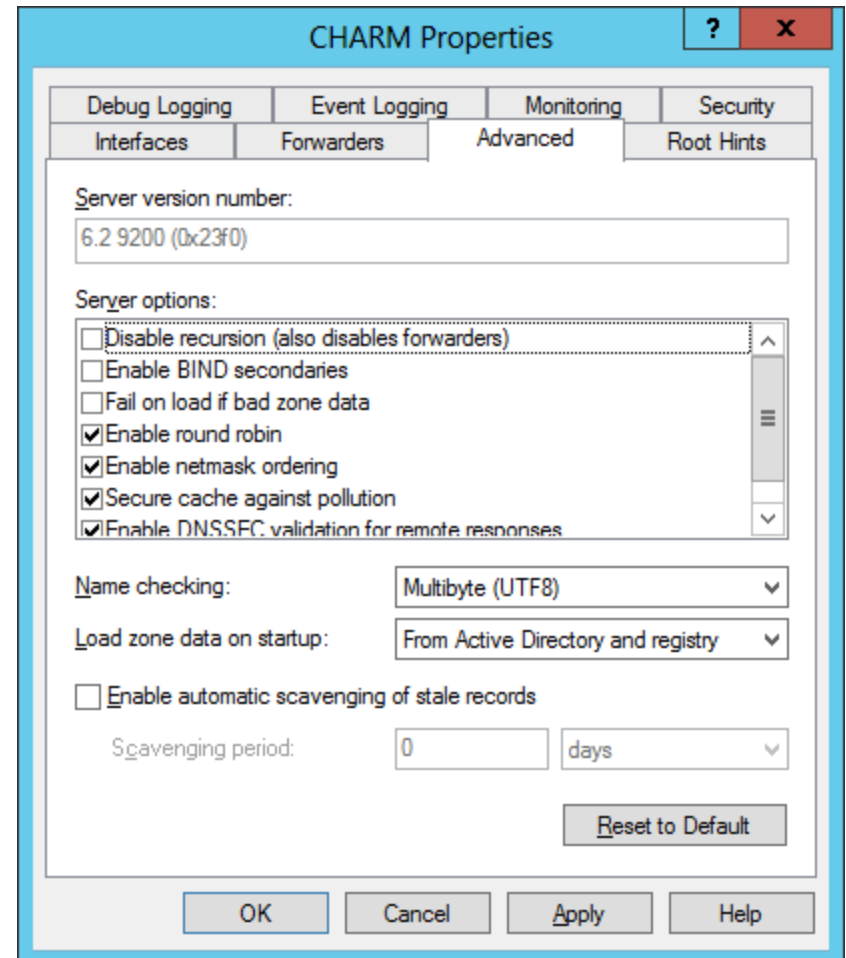 CHARM Properties
?
x
Debug Logging
Event Logging
Monitoring
Security
Interfaces
Forwarders
Advanced
Root Hints
Server version number:
6.2 9200 (0x23f0)
Server options:
Disable recursion (also disables forwarders)
Enable BIND secondaries
Fail on load if bad zone data
Enable round robin
Enable netmask ordering
Secure cache against pollution
Enable DNSSEC validation for remote responses
Name checking:
Multibyte (UTF8)
Load zone data on startup:
From Active Directory and registry
Enable automatic scavenging of stale records
Scavenging period:
0
days
Reset to Default
OK
Cancel
Apply
Help